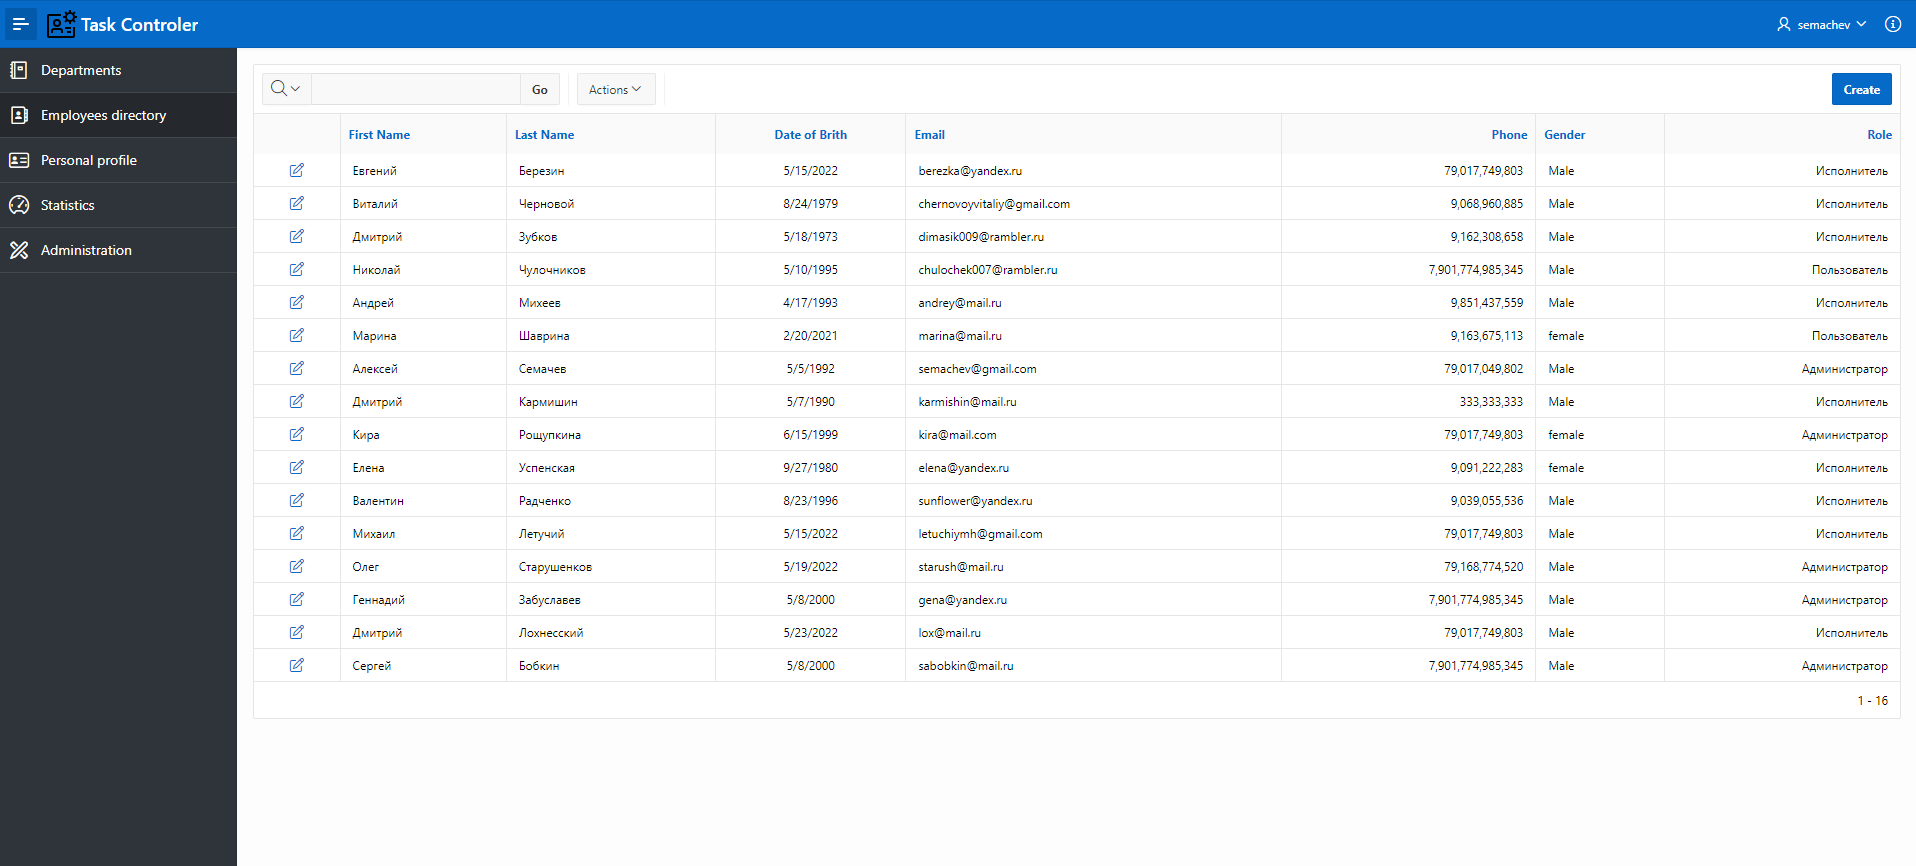 Task Controler semachev
Departments
Employees directory
Personal profile
Statistics
Administration
Go Actions Create
First Name Last Name Date of Brith Email Phone Gender Role
Евгений Березин 5/15/2022 berezka@yandex.ru 79,017,749,803 Male Исполнитель
Виталий Черновой 8/24/1979 chernovoyvitaliy@gmail.com 9,068,960,885 Male Исполнитель
Дмитрий Зубков 5/18/1973 dimasik009@rambler.ru 9,162,308,658 Male Исполнитель
Николай Чулочников 5/10/1995 chulochek007@rambler.ru 7,901,774,985,345 Male Пользователь
Андрей Михеев 4/17/1993 andrey@mail.ru 9,851,437,559 Male Исполнитель
Марина Шаврина 2/20/2021 marina@mail.ru 9,163,675,113 female Пользователь
Алексей Семачев 5/5/1992 semachev@gmail.com 79,017,049,802 Male Администратор
Дмитрий Кармишин 5/7/1990 karmishin@mail.ru 333,333,333 Male Исполнитель
Кира Рощупкина 6/15/1999 kira@mail.com 79,017,749,803 female Администратор
Елена Успенская 9/27/1980 elena@yandex.ru 9,091,222,283 female Исполнитель
Валентин Радченко 8/23/1996 sunflower@yandex.ru 9,039,055,536 Male Исполнитель
Михаил Летучий 5/15/2022 letuchiymh@gmail.com 79,017,749,803 Male Исполнитель
Олег Старушенков 5/19/2022 starush@mail.ru 79,168,774,520 Male Администратор
Геннадий Забуславев 5/8/2000 gena@yandex.ru 7,901,774,985,345 Male Администратор
Дмитрий Лохнесский 5/23/2022 lox@mail.ru 79,017,749,803 Male Исполнитель
Сергей Бобкин 5/8/2000 sabobkin@mail.ru 7,901,774,985,345 Male Администратор
1 - 16